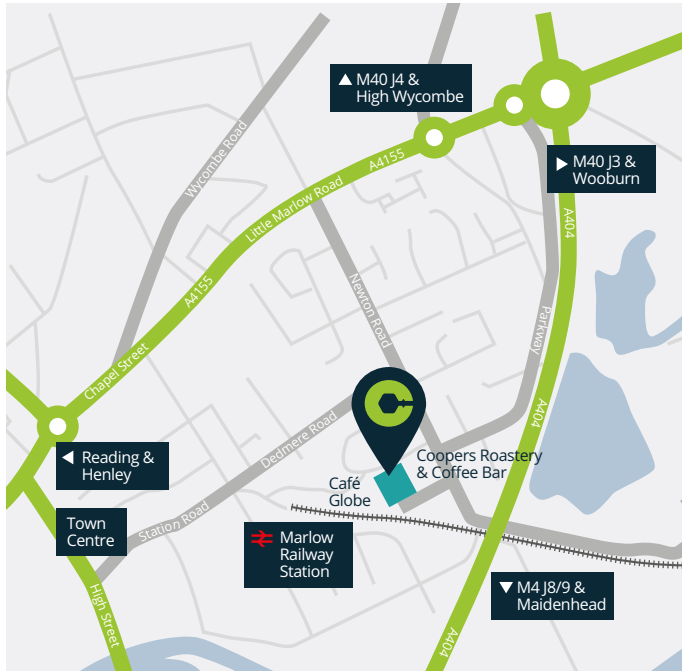 M40 J4 &
High Wycombe
M40 J3 &
Wooburn
Wycombe Road
A4155
Little Marlow Road
A404
A4155
Newton Road
Parkway
Chapel Street
A404
Dedmere Road
Reading &
Henley
Coopers Roastery
& Coffee Bar
Café
Globe
Town
Centre
Station Road
Marlow
Railway
Station
M4 J8/9 &
Maidenhead
High Street
A404